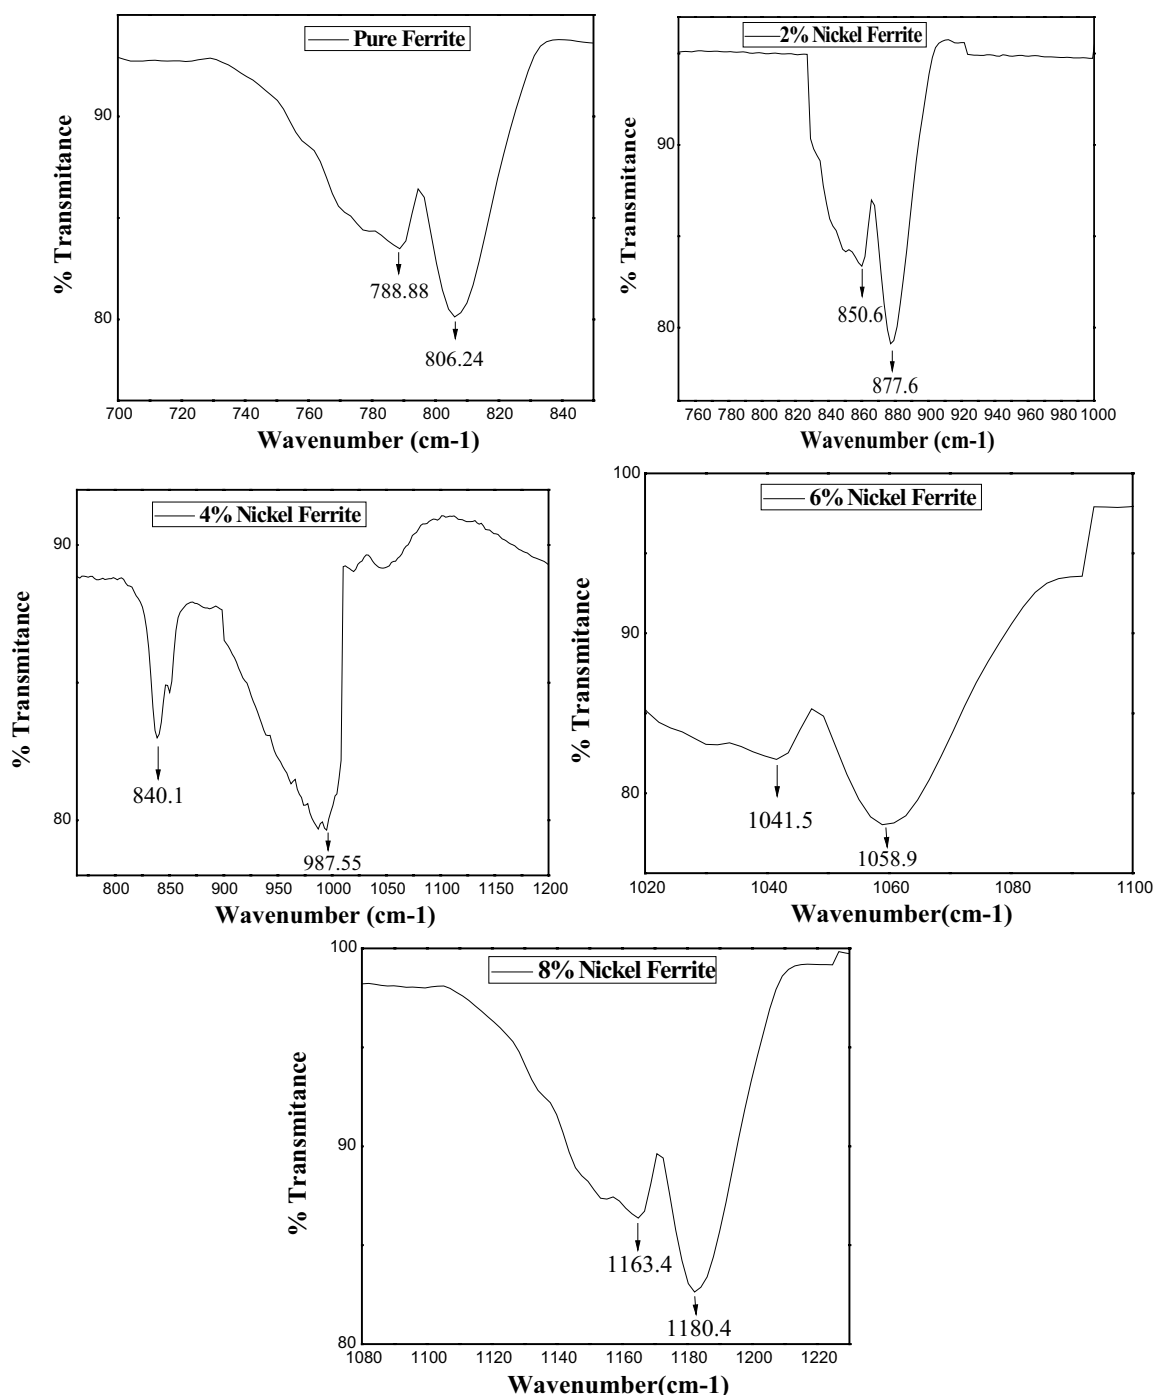 Pure Ferrite
% Transmitance
90
80
788.88
806.24
700 720 740 760 780 800 820 840
Wavenumber (cm-1)
2% Nickel Ferrite
% Transmitance
90
80
850.6
877.6
760 780 800 820 840 860 880 900 920 940 960 980 1000
Wavenumber (cm-1)
4% Nickel Ferrite
% Transmitance
90
80
840.1
987.55
800 850 900 950 1000 1050 1100 1150 1200
Wavenumber (cm-1)
6% Nickel Ferrite
% Transmitance
100
90
80
1041.5
1058.9
1020 1040 1060 1080 1100
Wavenumber(cm-1)
8% Nickel Ferrite
% Transmitance
100
90
80
1163.4
1180.4
1080 1100 1120 1140 1160 1180 1200 1220
Wavenumber(cm-1)